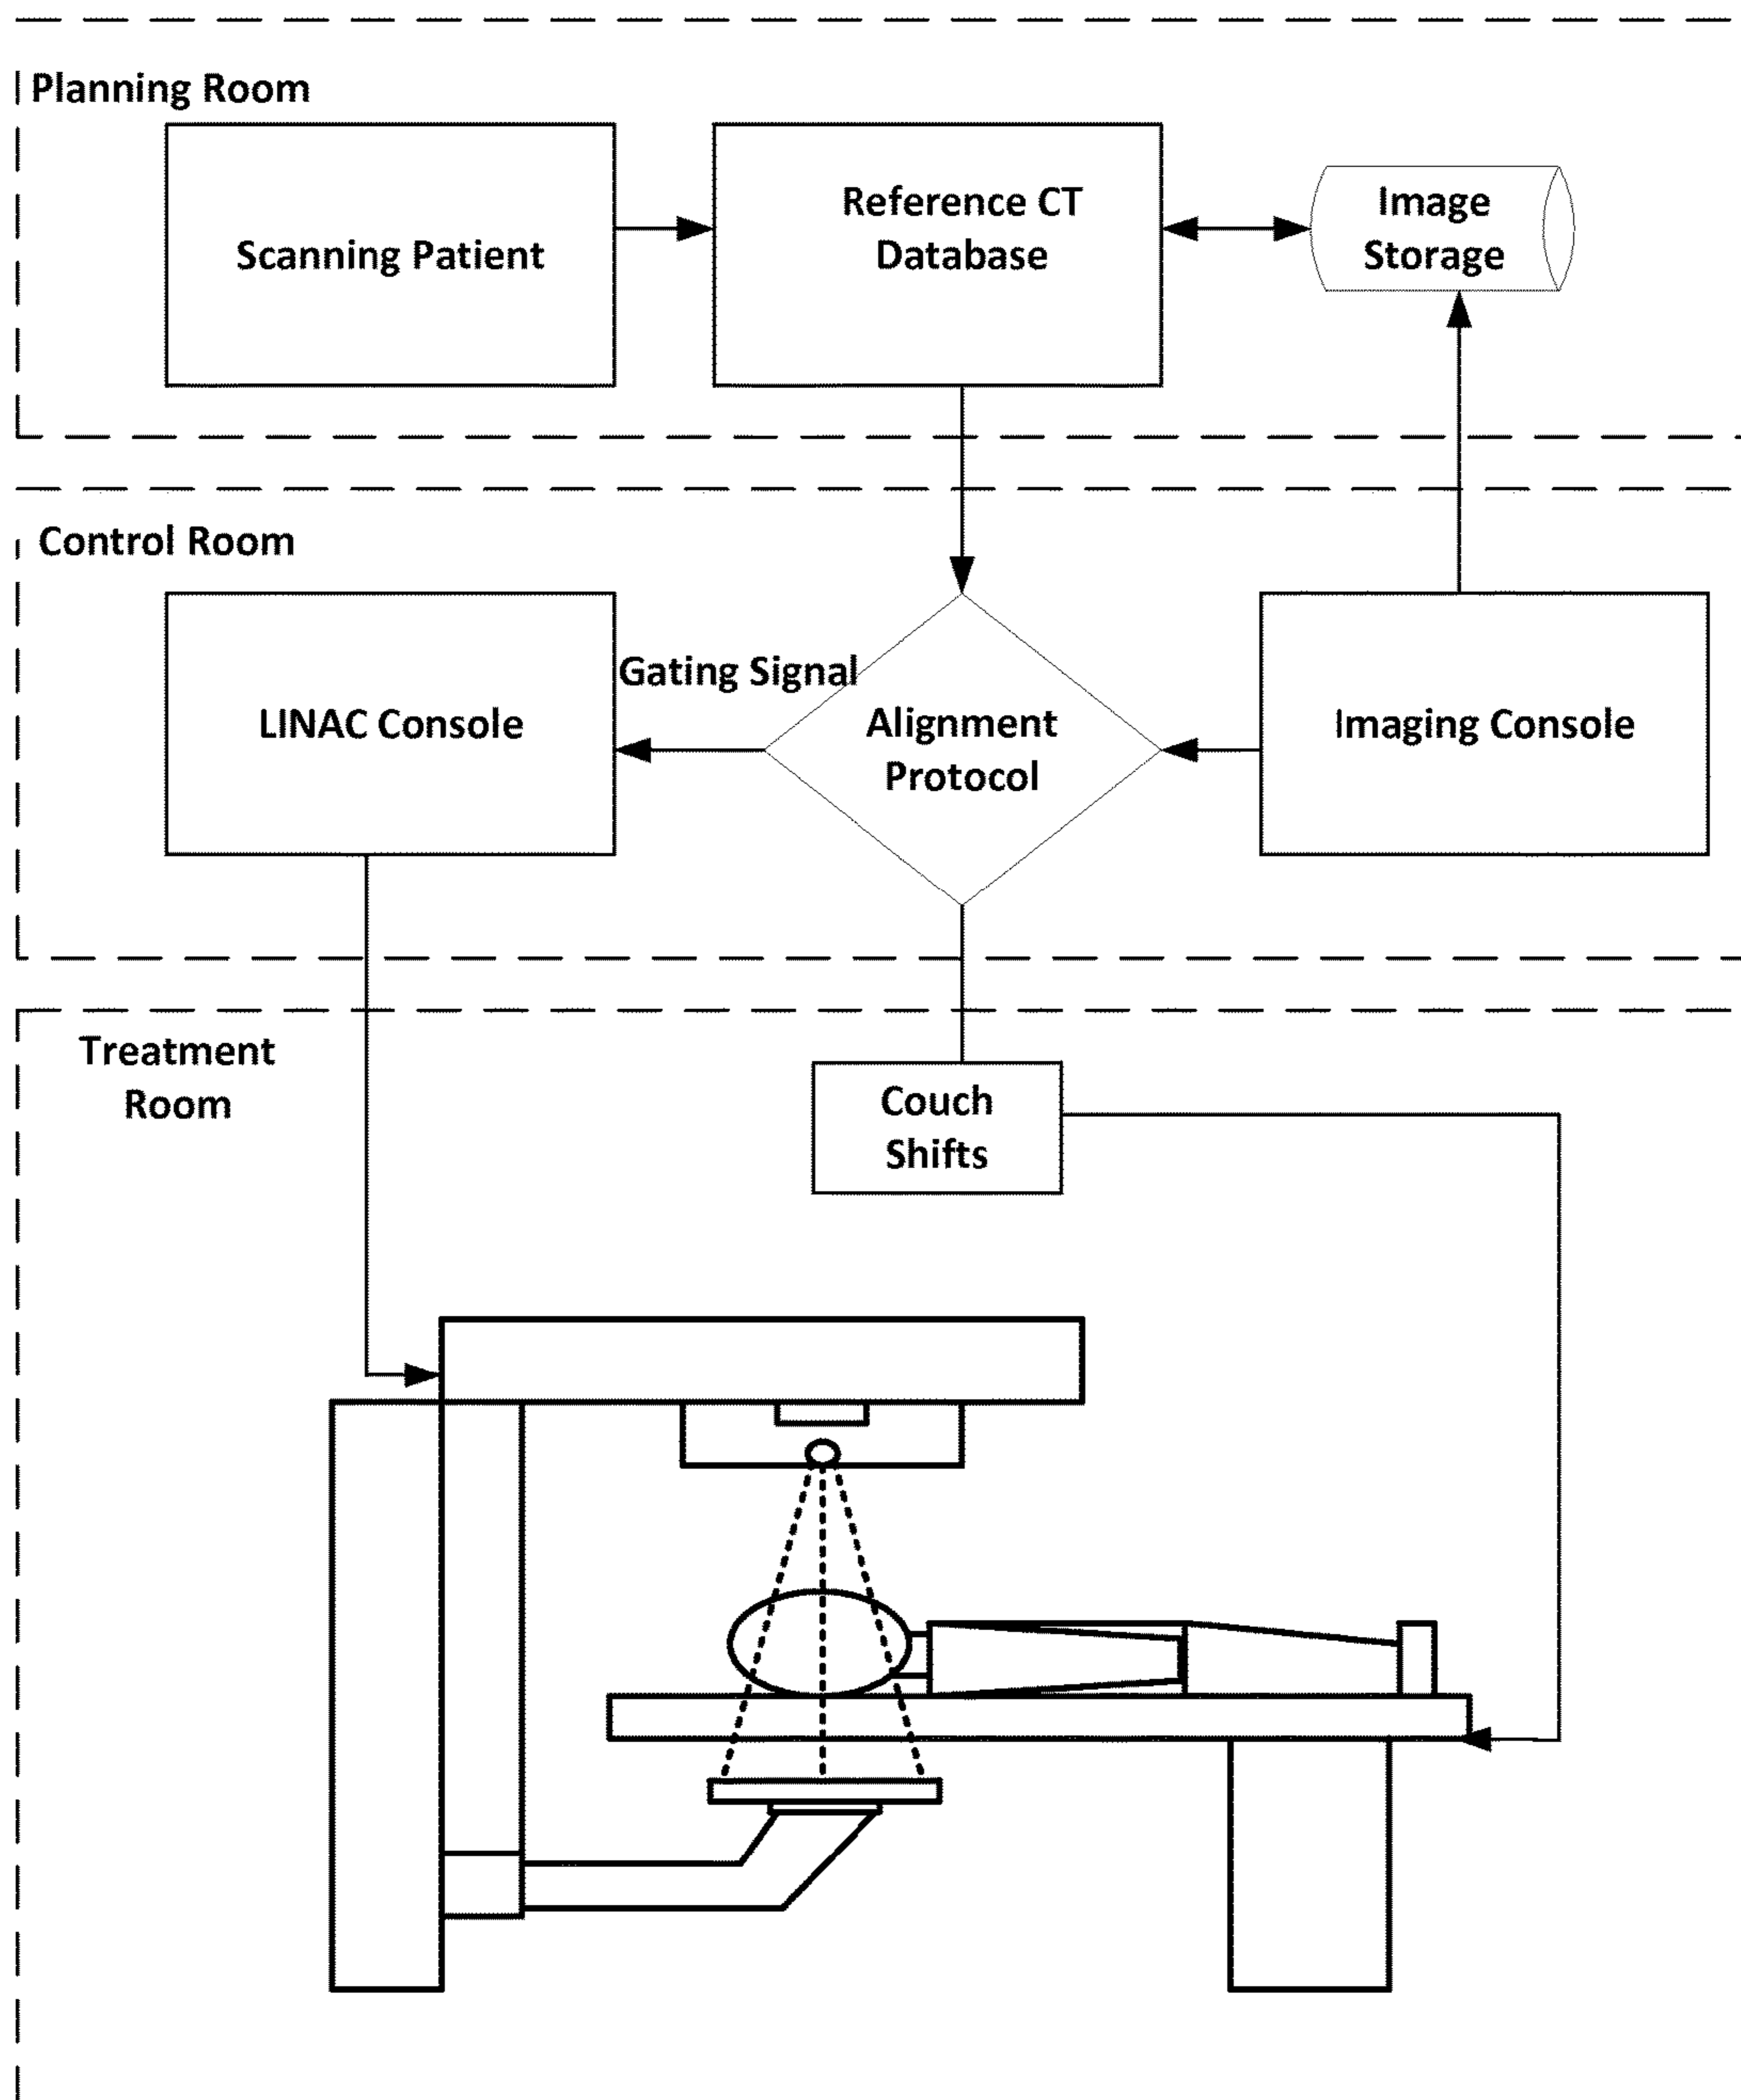 Planning Room
Scanning Patient
Reference CT
Database
Image
Storage
Control Room
LINAC Console
Gating Signal
Alignment
Protocol
Imaging Console
Treatment
Room
Couch
Shifts